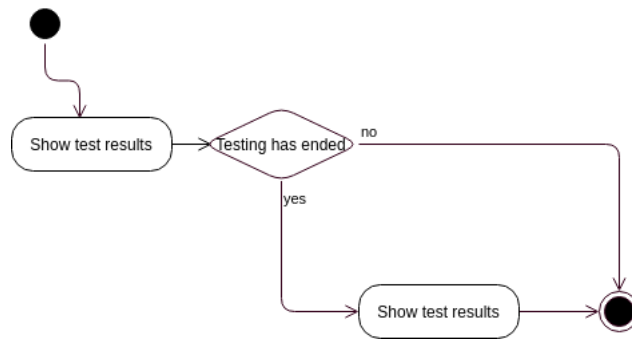 no
Show test results
Testing has ended
yes
Show test results